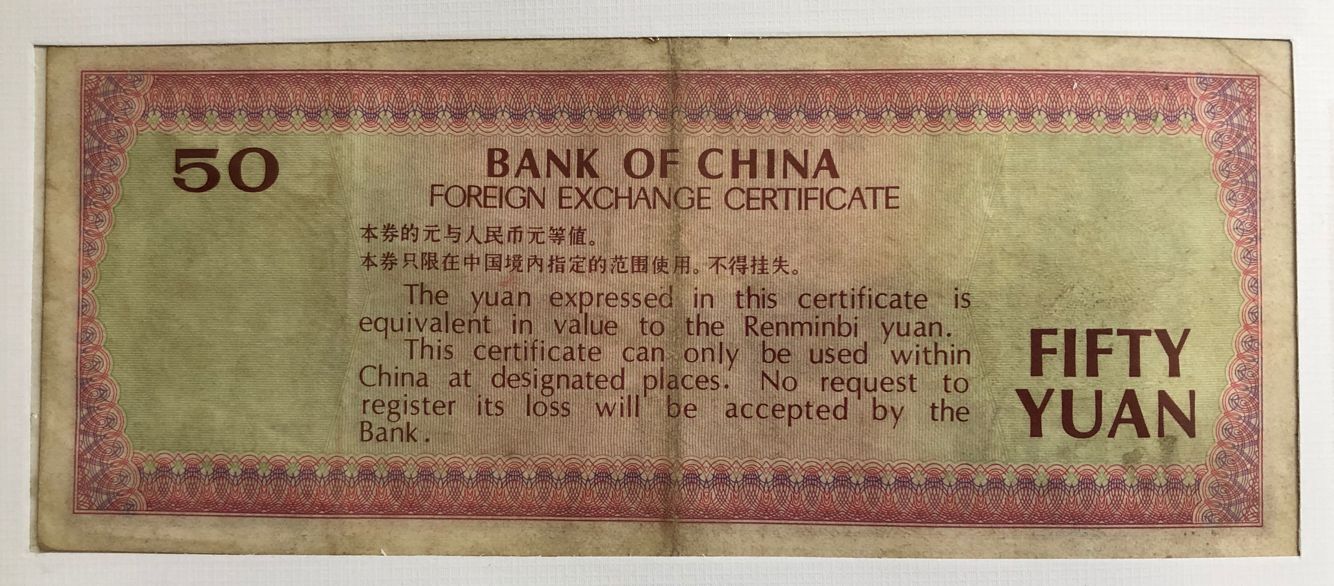 50
BANK OF CHINA
FOREIGN EXCHANGE CERTIFICATE
本券的元与人民币元等值。
本券只限在中国境内指定的范围使用。不得挂失。
The yuan expressed in this certificate is
equivalent in value to the Renminbi yuan.
This certificate can only be used within
China at designated places. No request to
register its loss will be accepted by the
Bank.
FIFTY
YUAN